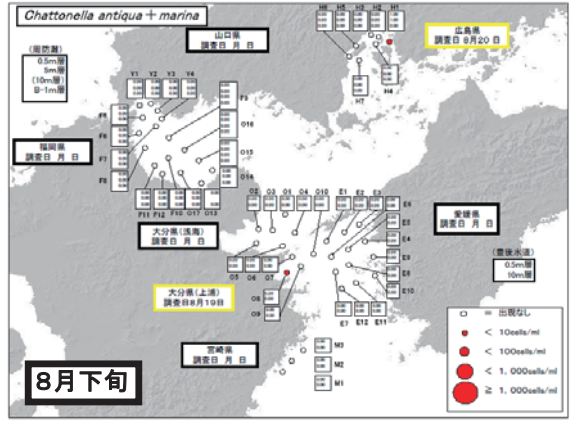 Chattonella antiqua + marina
山口県
調査日 月 日
広島県
調査日 8月20 日
(周防灘)
0.5m層
5m層
(10m層)
B-1m層
福岡県
調査日 月 日
大分県(浅海)
調査日 月 日
愛媛県
調査日 月 日
(豊後水道)
0.5m層
10m層
大分県(上浦)
調査日8月19日
宮崎県
調査日 月 日
8月下旬
H6 H5 H3 H2 H1
H7 H4
Y1 Y2 Y3 Y4
F5
F6
F7
F8
F9
O16
O15
O14
F11 F12 F10 O17 O13
O2 O3 O1 O4 O10
E1 E2 E3 E6
E5
E4
E9
E8
E10
O5 O6 O7
O8
O9
E7 E12 E11
M3
M2
M1
= 出現なし
< 10cells/ml
< 100cells/ml
< 1, 000cells/ml
≧ 1, 000cells/ml